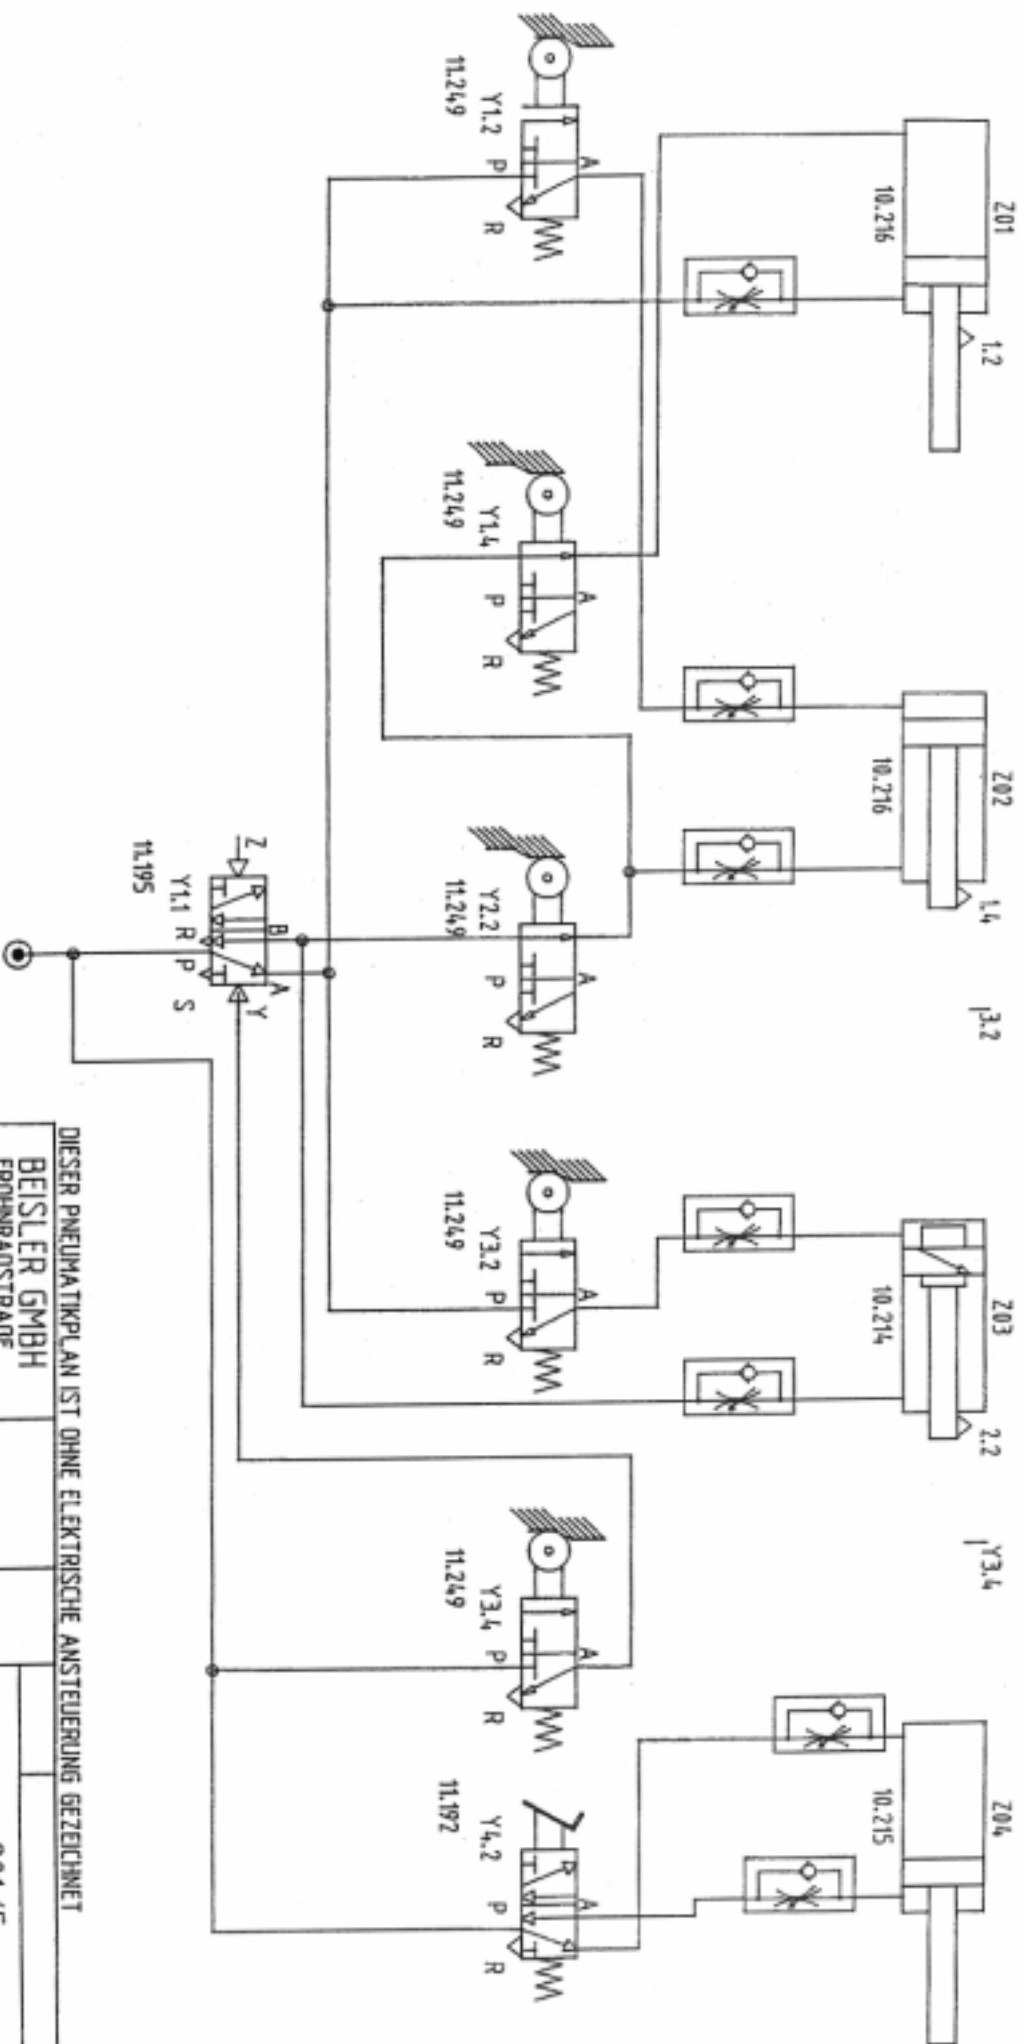 Z01
10.216
1.2
Z02
10.216
1.4
3.2
Z03
10.214
2.2
Y3.4
Z04
10.215
A
Y1.2
P
R
11.249
A
Y1.4
P
R
11.249
A
Y2.2
P
R
11.249
A
Y3.2
P
R
11.249
A
Y3.4
P
R
11.249
A
Y4.2
P
R
11.192
Z
B
A
Y
Y1.1
R
P
S
11.195
DIESER PNEUMATIKPLAN IST OHNE ELEKTRISCHE ANSTEUERUNG GEZEICHNET
BEISLER GMBH